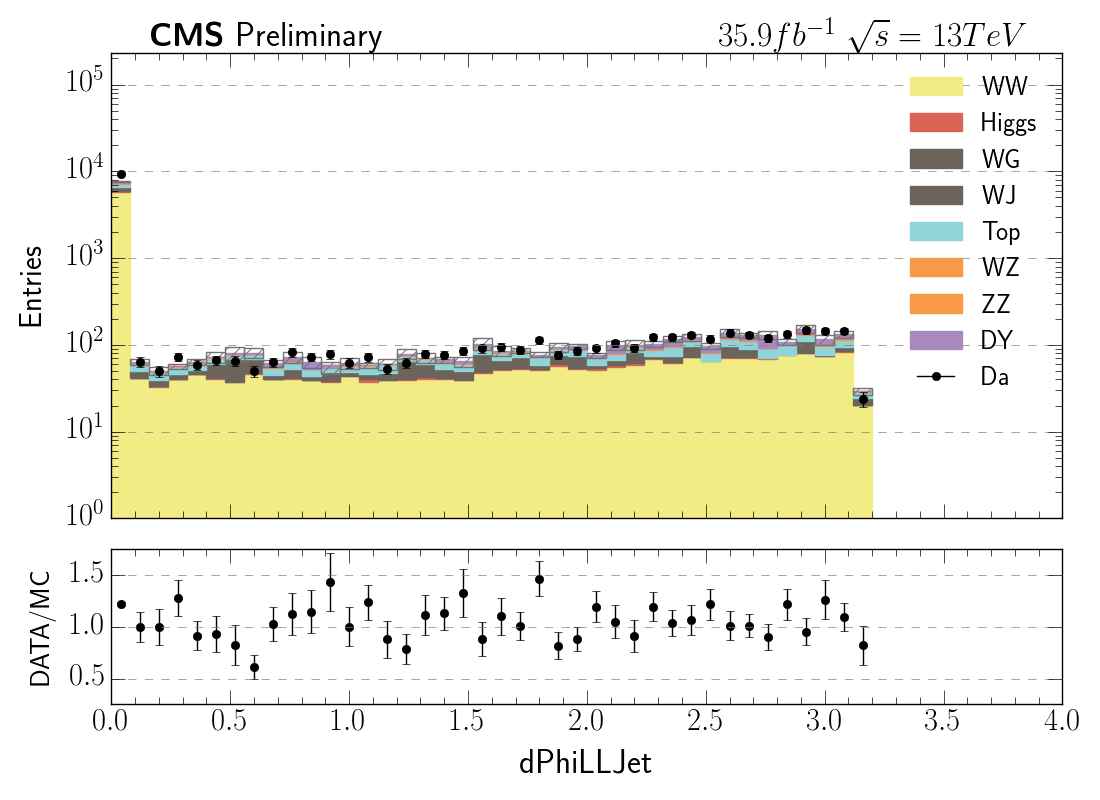 CMS Preliminary 35.9fb⁻¹ √s = 13TeV
Entries
10⁵
10⁴
10³
10²
10¹
10⁰
WW
Higgs
WG
WJ
Top
WZ
ZZ
DY
Da
DATA/MC
1.5
1.0
0.5
0.0 0.5 1.0 1.5 2.0 2.5 3.0 3.5 4.0
dPhiLLJet